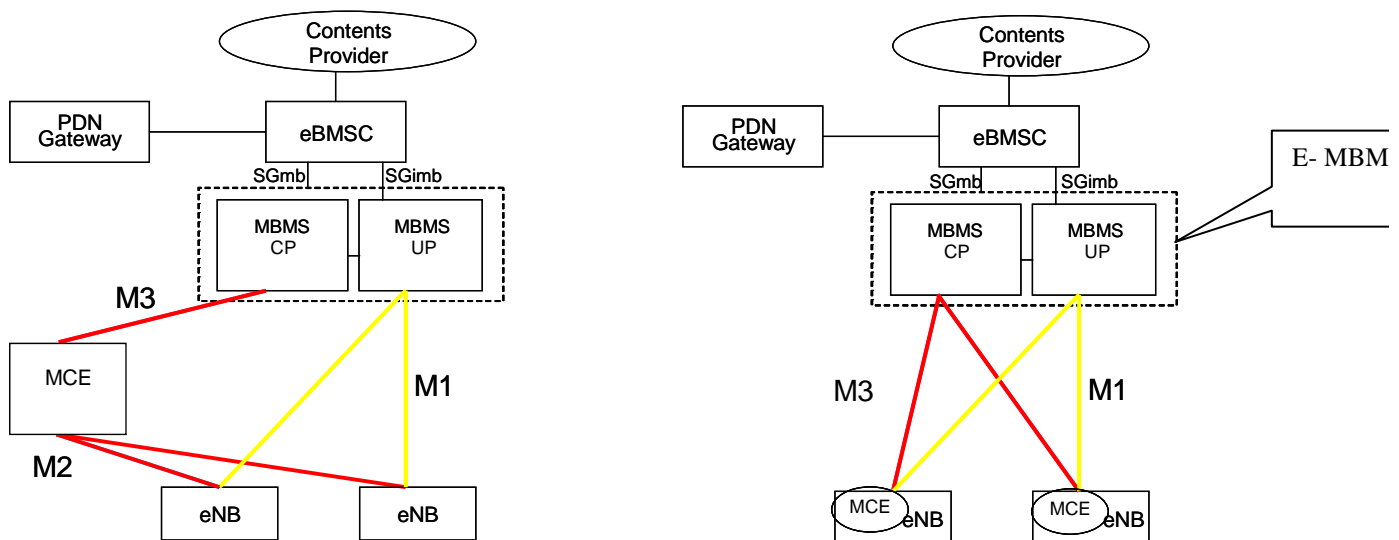 Contents
Provider
PDN
Gateway
eBMSC
SGmb
SGimb
MBMS
CP
MBMS
UP
M3
MCE
M1
M2
eNB
eNB
Contents
Provider
PDN
Gateway
eBMSC
E- MBM
SGmb
SGimb
MBMS
CP
MBMS
UP
M3
M1
MCE
eNB
MCE
eNB